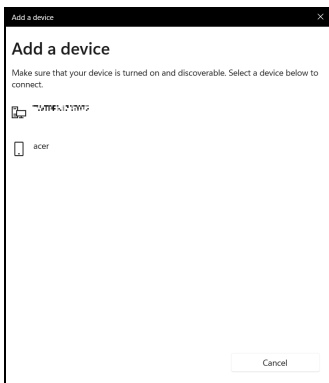 Add a device
Add a device
Make sure that your device is turned on and discoverable. Select a device below to
connect.
acer
Cancel